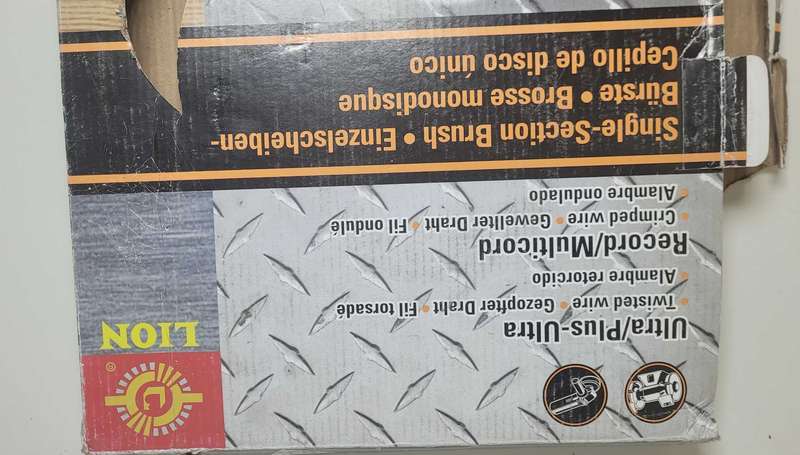 Ultra/Plus-Ultra
• Twisted wire • Gezopfter Draht • Fil torsadé
• Alambre retorcido
LION
Record/Multicord
• Crimped wire • Gewellter Draht • Fil ondulé
• Alambre ondulado
Single-Section Brush • Einzelscheiben-
Bürste • Brosse monodisque
Cepillo de disco único